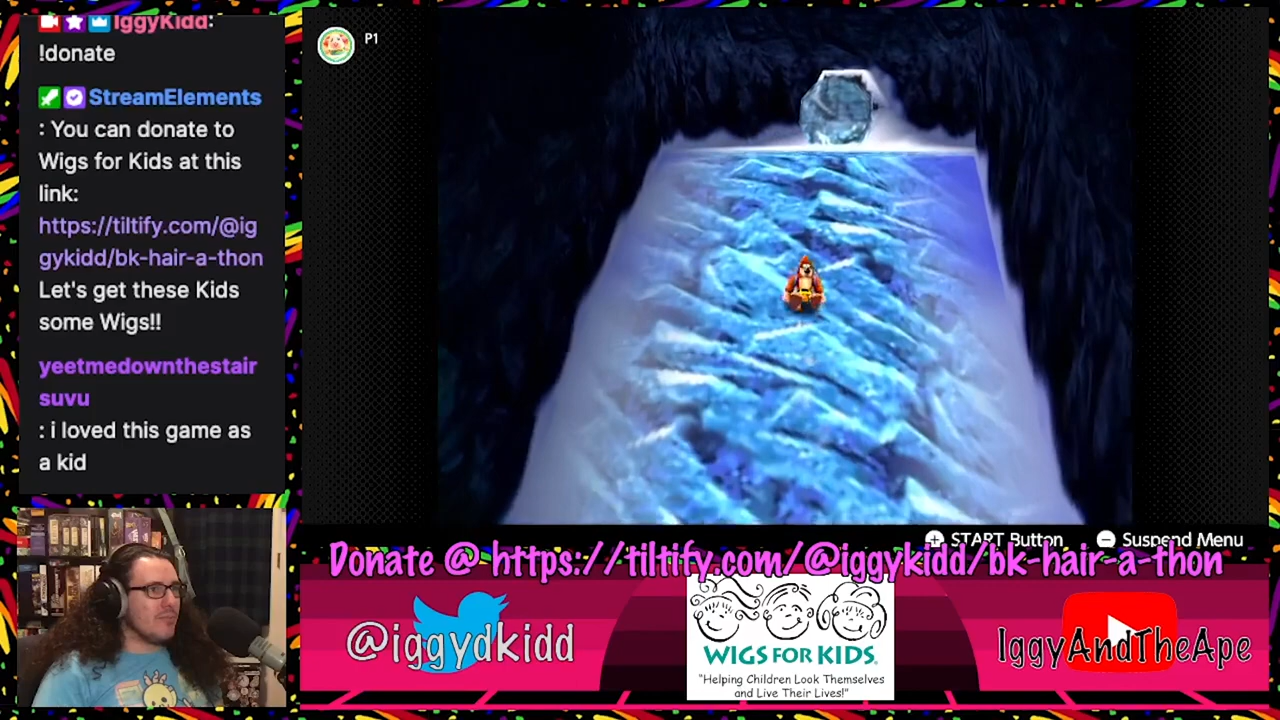 IggyKidd:
!donate
StreamElements
: You can donate to
Wigs for Kids at this
link:
https://tiltify.com/@ig
gykidd/bk-hair-a-thon
Let's get these Kids
some Wigs!!
yeetmedownthestair
suvu
: i loved this game as
a kid
P1
START Button
Suspend Menu
Donate @ https://tiltify.com/@iggykidd/bk-hair-a-thon
@iggydkidd
WIGS FOR KIDS.
"Helping Children Look Themselves
and Live Their Lives!"
IggyAndTheApe